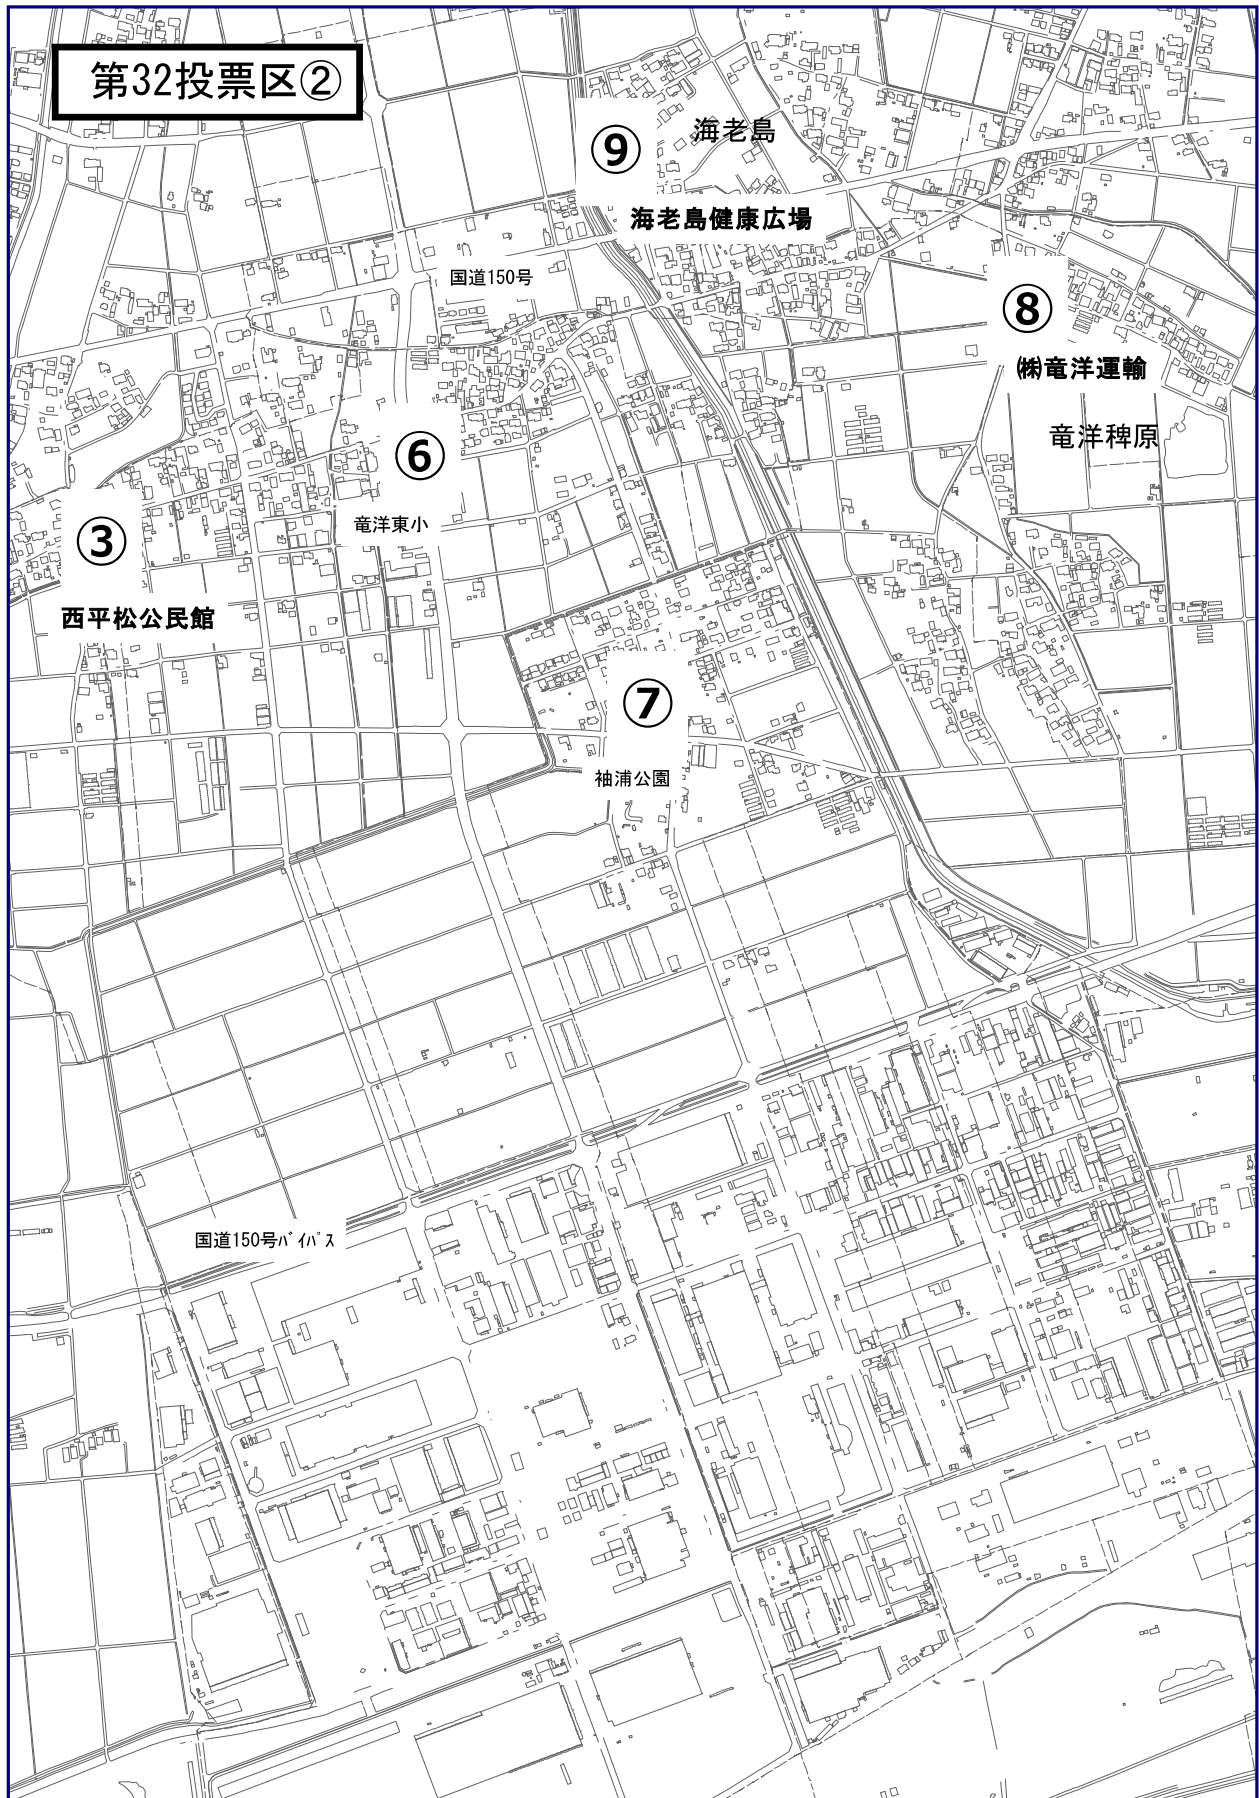 第32投票区②
⑨
海老島
海老島健康広場
国道150号
⑧
㈱竜洋運輸
竜洋稗原
⑥
竜洋東小
③
西平松公民館
⑦
袖浦公園
国道150号ﾊﾞｲﾊﾟｽ